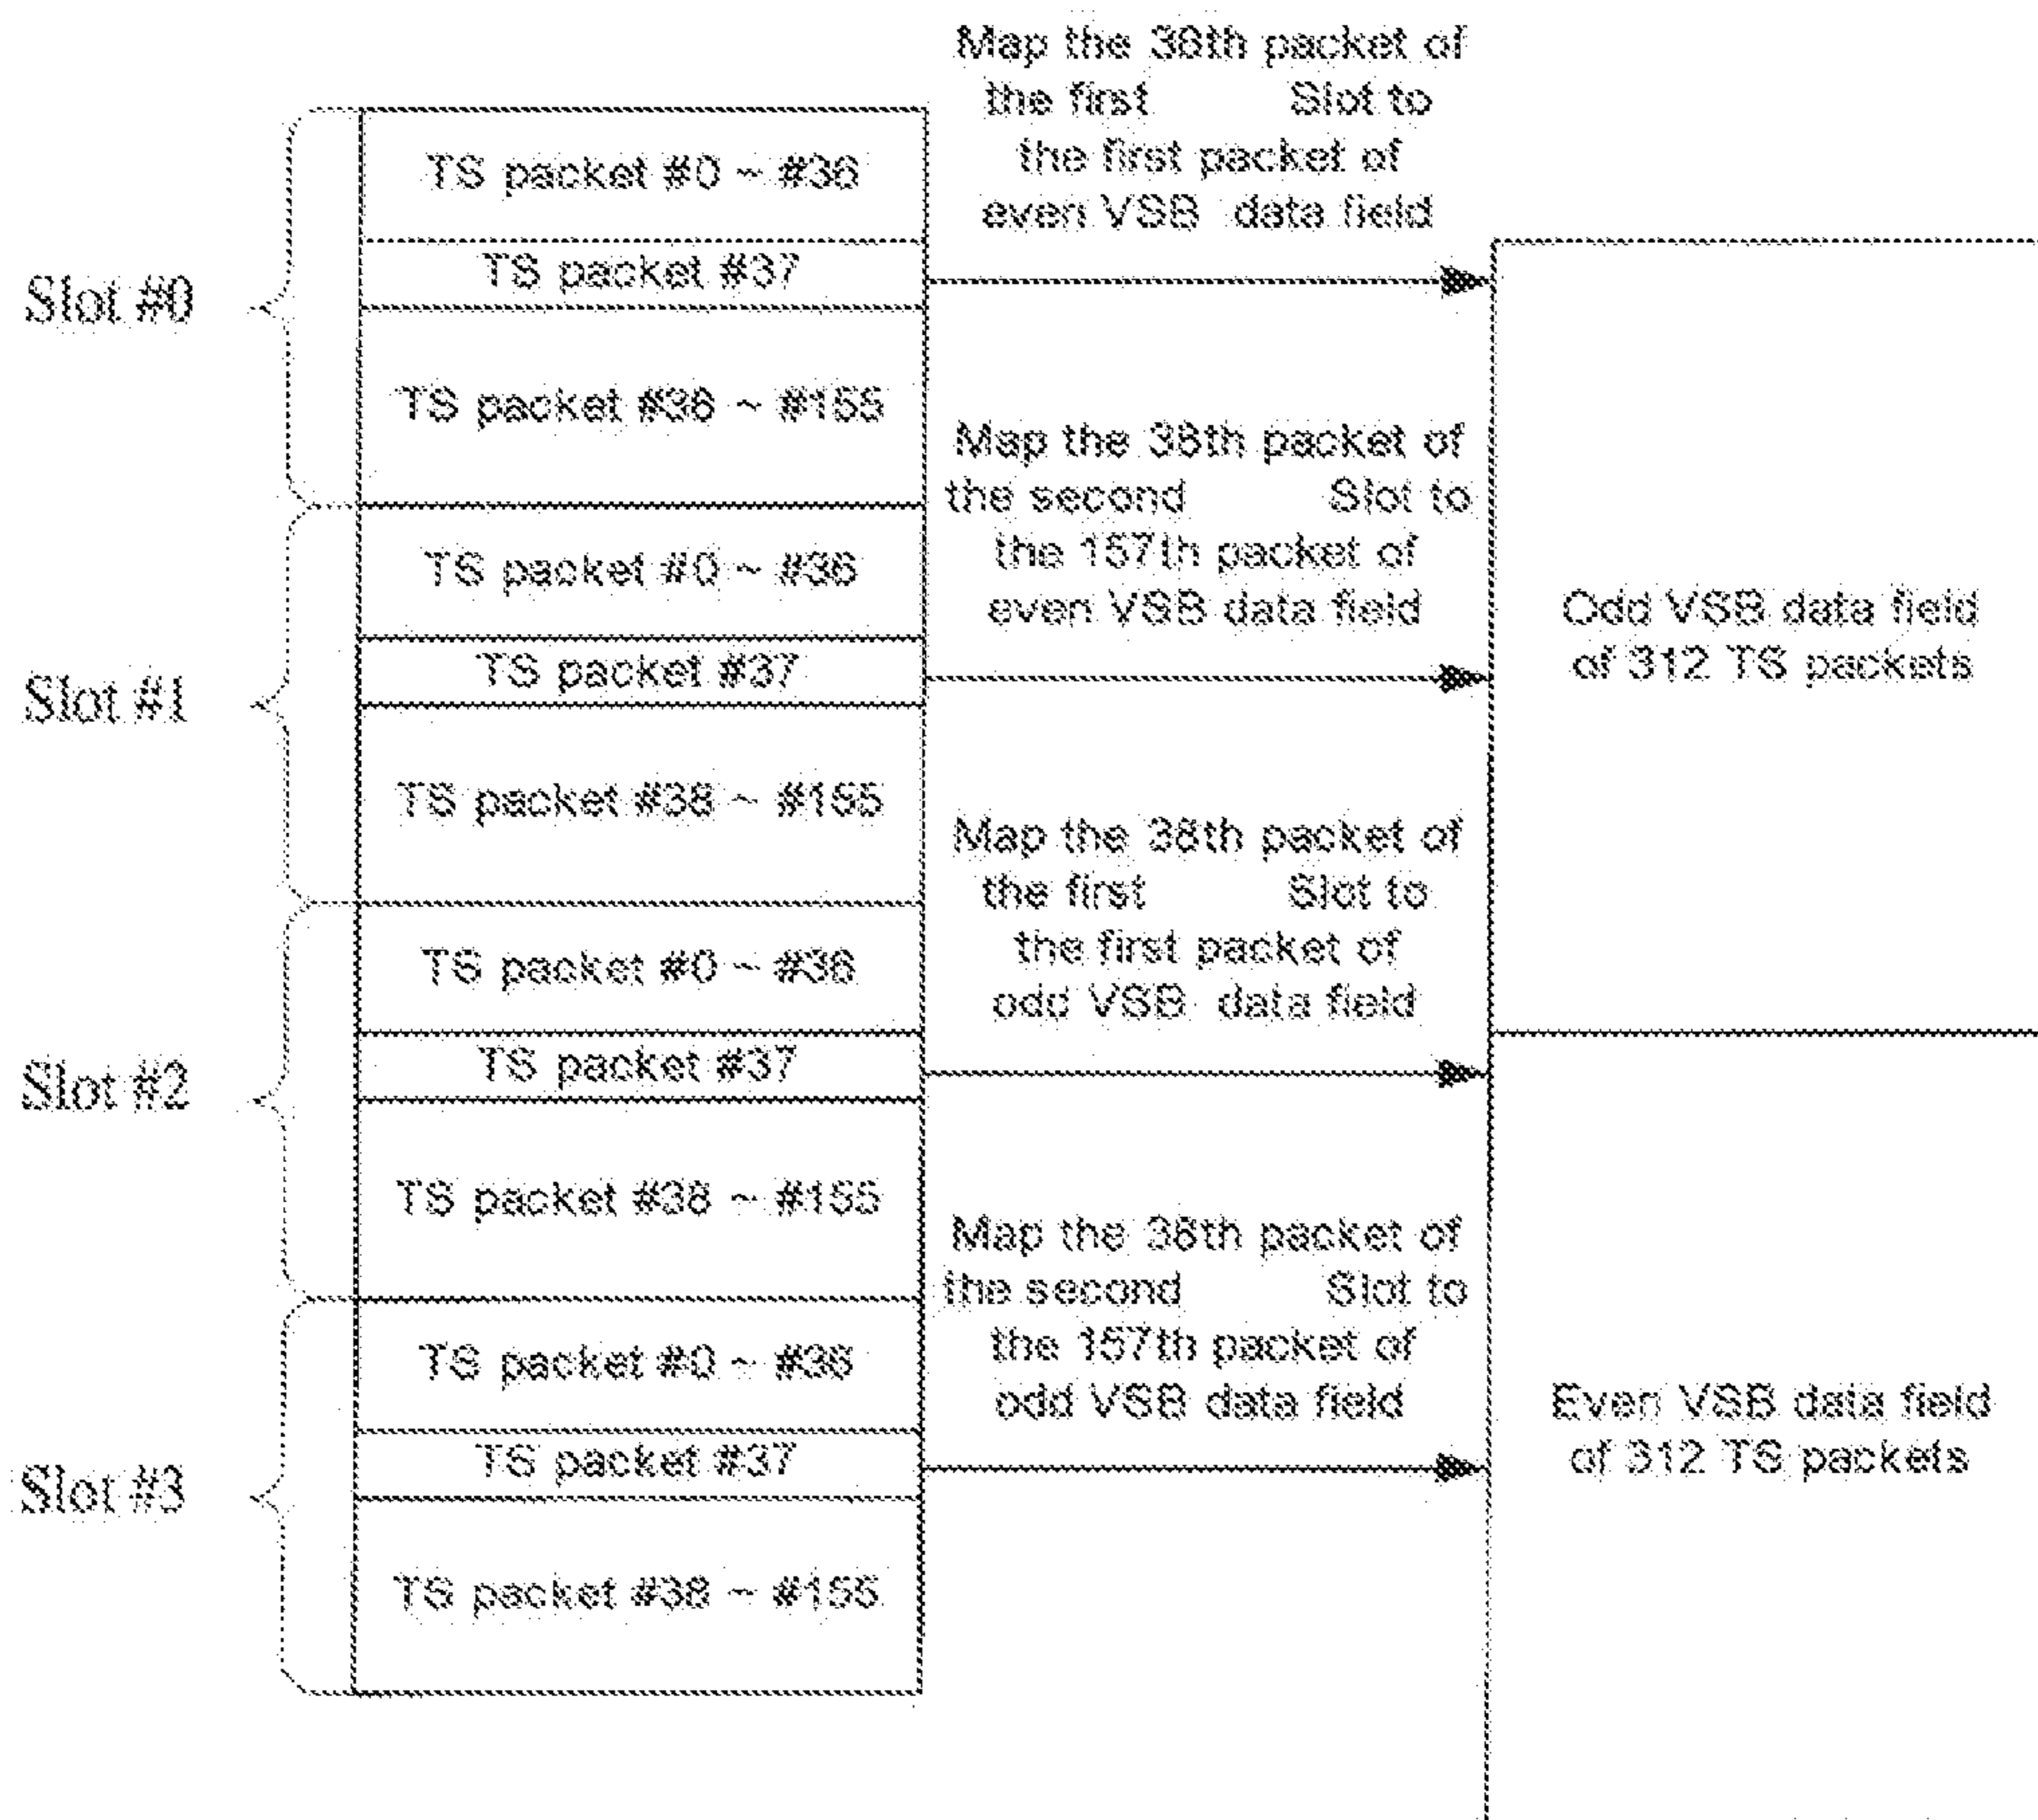 Map the 38th packet of
the first Slot to
the first packet of
even VSB data field
Slot #0
TS packet #0 ~ #36
TS packet #37
TS packet #38 ~ #155
Map the 38th packet of
the second Slot to
the 157th packet of
even VSB data field
Slot #1
TS packet #0 ~ #36
TS packet #37
TS packet #38 ~ #155
Odd VSB data field
of 312 TS packets
Map the 38th packet of
the first Slot to
the first packet of
odd VSB data field
Slot #2
TS packet #0 ~ #36
TS packet #37
TS packet #38 ~ #155
Map the 38th packet of
the second Slot to
the 157th packet of
odd VSB data field
Slot #3
TS packet #0 ~ #36
TS packet #37
TS packet #38 ~ #155
Even VSB data field
of 312 TS packets